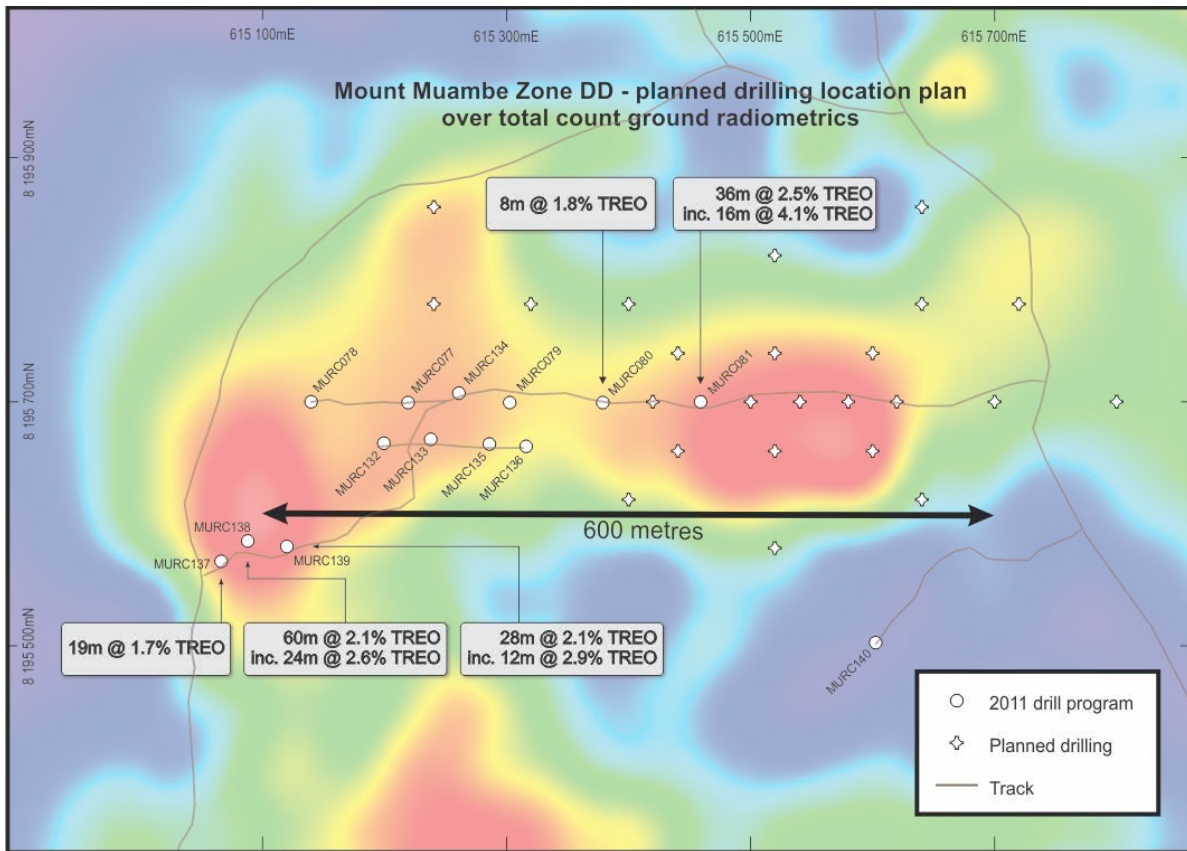 615 100mE
615 300mE
615 500mE
615 700mE
Mount Muambe Zone DD - planned drilling location plan
over total count ground radiometrics
8 195 900mN
8m @ 1.8% TREO
36m @ 2.5% TREO
inc. 16m @ 4.1% TREO
8 195 700mN
MURC078
MURC077
MURC134
MURC079
MURC080
MURC081
MURC132
MURC133
MURC135
MURC136
600 metres
MURC138
MURC137
MURC139
8 195 500mN
19m @ 1.7% TREO
60m @ 2.1% TREO
inc. 24m @ 2.6% TREO
28m @ 2.1% TREO
inc. 12m @ 2.9% TREO
MURC140
2011 drill program
Planned drilling
Track